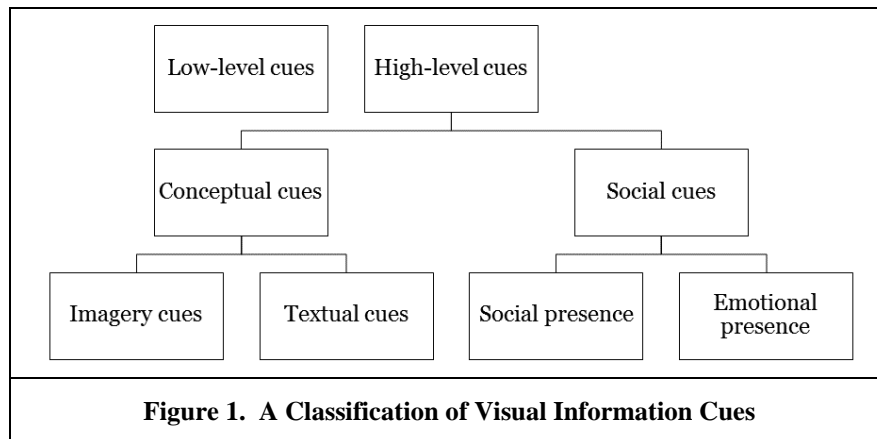 Low-level cues
High-level cues
Conceptual cues
Social cues
Imagery cues
Textual cues
Social presence
Emotional
presence
Figure 1. A Classification of Visual Information Cues